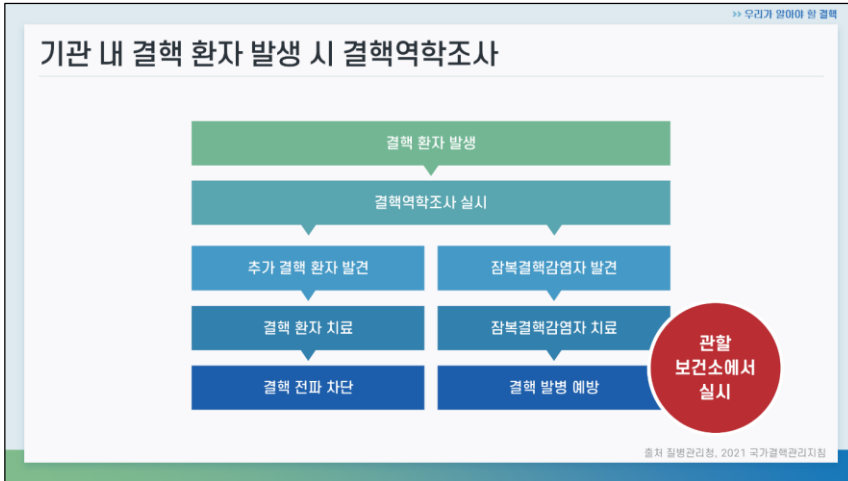 >> 우리가 알아야 할 결핵
기관 내 결핵 환자 발생 시 결핵역학조사
결핵 환자 발생
결핵역학조사 실시
추가 결핵 환자 발견
잠복결핵감염자 발견
결핵 환자 치료
잠복결핵감염자 치료
결핵 전파 차단
결핵 발병 예방
관할
보건소에서
실시
출처 질병관리청, 2021 국가결핵관리지침